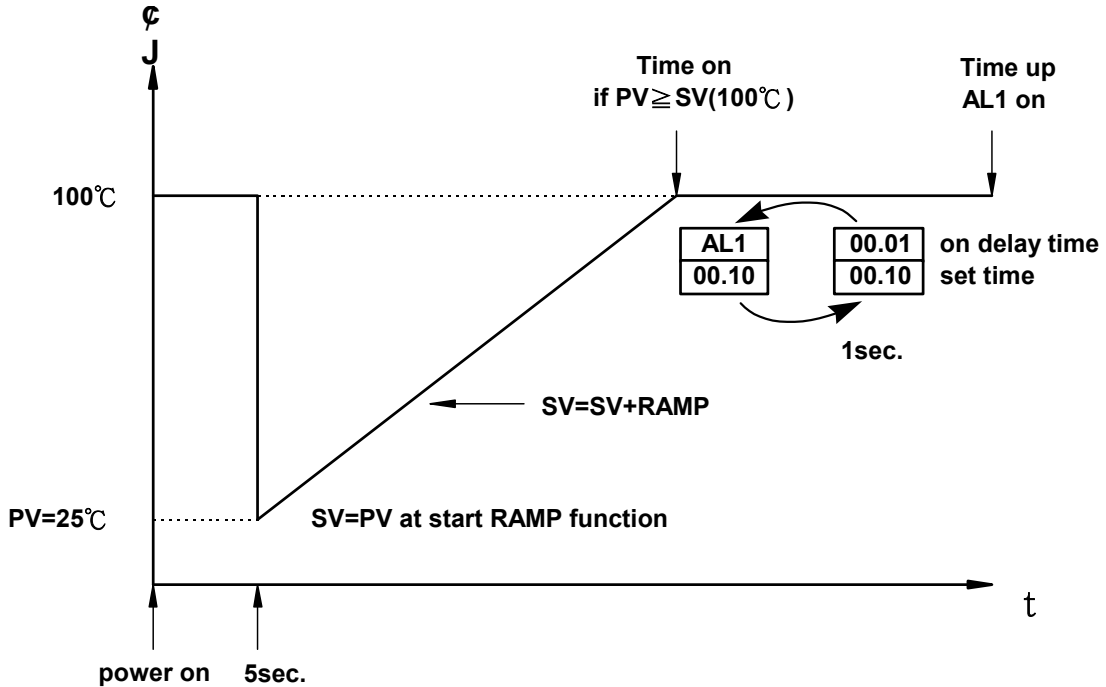 ¢
J
Time on
if PV≧SV(100℃)
Time up
AL1 on
100℃
AL1
00.10
00.01
00.10
on delay time
set time
1sec.
SV=SV+RAMP
PV=25℃
SV=PV at start RAMP function
t
power on
5sec.